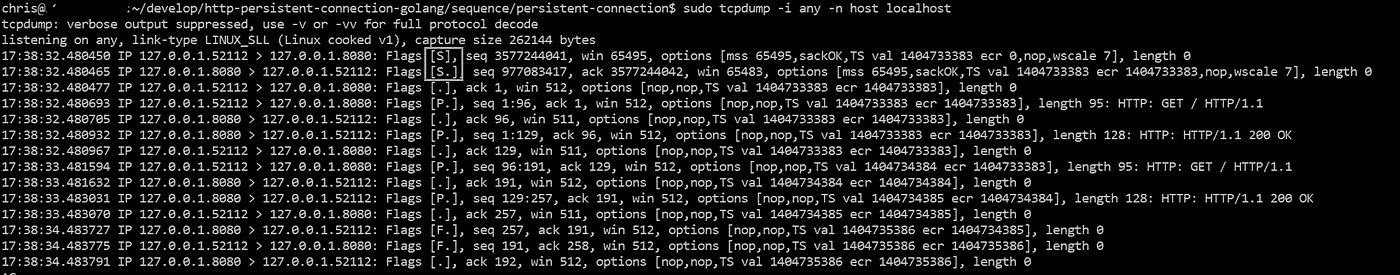 chris@ :~/develop/http-persistent-connection-golang/sequence/persistent-connection$ sudo tcpdump -i any -n host localhost
tcpdump: verbose output suppressed, use -v or -vv for full protocol decode
listening on any, link-type LINUX_SLL (Linux cooked v1), capture size 262144 bytes
17:38:32.480450 IP 127.0.0.1.52112 > 127.0.0.1.8080: Flags [S], seq 3577244041, win 65495, options [mss 65495,sackOK,TS val 1404733383 ecr 0,nop,wscale 7], length 0
17:38:32.480465 IP 127.0.0.1.8080 > 127.0.0.1.52112: Flags [S.], seq 977083417, ack 3577244042, win 65483, options [mss 65495,sackOK,TS val 1404733383 ecr 1404733383,nop,wscale 7], length 0
17:38:32.480477 IP 127.0.0.1.52112 > 127.0.0.1.8080: Flags [.], ack 1, win 512, options [nop,nop,TS val 1404733383 ecr 1404733383], length 0
17:38:32.480693 IP 127.0.0.1.52112 > 127.0.0.1.8080: Flags [P.], seq 1:96, ack 1, win 512, options [nop,nop,TS val 1404733383 ecr 1404733383], length 95: HTTP: GET / HTTP/1.1
17:38:32.480705 IP 127.0.0.1.8080 > 127.0.0.1.52112: Flags [.], ack 96, win 511, options [nop,nop,TS val 1404733383 ecr 1404733383], length 0
17:38:32.480932 IP 127.0.0.1.8080 > 127.0.0.1.52112: Flags [P.], seq 1:129, ack 96, win 512, options [nop,nop,TS val 1404733383 ecr 1404733383], length 128: HTTP: HTTP/1.1 200 OK
17:38:32.480967 IP 127.0.0.1.52112 > 127.0.0.1.8080: Flags [.], ack 129, win 511, options [nop,nop,TS val 1404733383 ecr 1404733383], length 0
17:38:33.481594 IP 127.0.0.1.52112 > 127.0.0.1.8080: Flags [P.], seq 96:191, ack 129, win 512, options [nop,nop,TS val 1404734384 ecr 1404733383], length 95: HTTP: GET / HTTP/1.1
17:38:33.481632 IP 127.0.0.1.8080 > 127.0.0.1.52112: Flags [.], ack 191, win 512, options [nop,nop,TS val 1404734384 ecr 1404734384], length 0
17:38:33.483031 IP 127.0.0.1.8080 > 127.0.0.1.52112: Flags [P.], seq 129:257, ack 191, win 512, options [nop,nop,TS val 1404734385 ecr 1404734384], length 128: HTTP: HTTP/1.1 200 OK
17:38:33.483070 IP 127.0.0.1.52112 > 127.0.0.1.8080: Flags [.], ack 257, win 511, options [nop,nop,TS val 1404734385 ecr 1404734385], length 0
17:38:34.483727 IP 127.0.0.1.8080 > 127.0.0.1.52112: Flags [F.], seq 257, ack 191, win 512, options [nop,nop,TS val 1404735386 ecr 1404734385], length 0
17:38:34.483775 IP 127.0.0.1.52112 > 127.0.0.1.8080: Flags [F.], seq 191, ack 258, win 512, options [nop,nop,TS val 1404735386 ecr 1404735386], length 0
17:38:34.483791 IP 127.0.0.1.8080 > 127.0.0.1.52112: Flags [.], ack 192, win 512, options [nop,nop,TS val 1404735386 ecr 1404735386], length 0